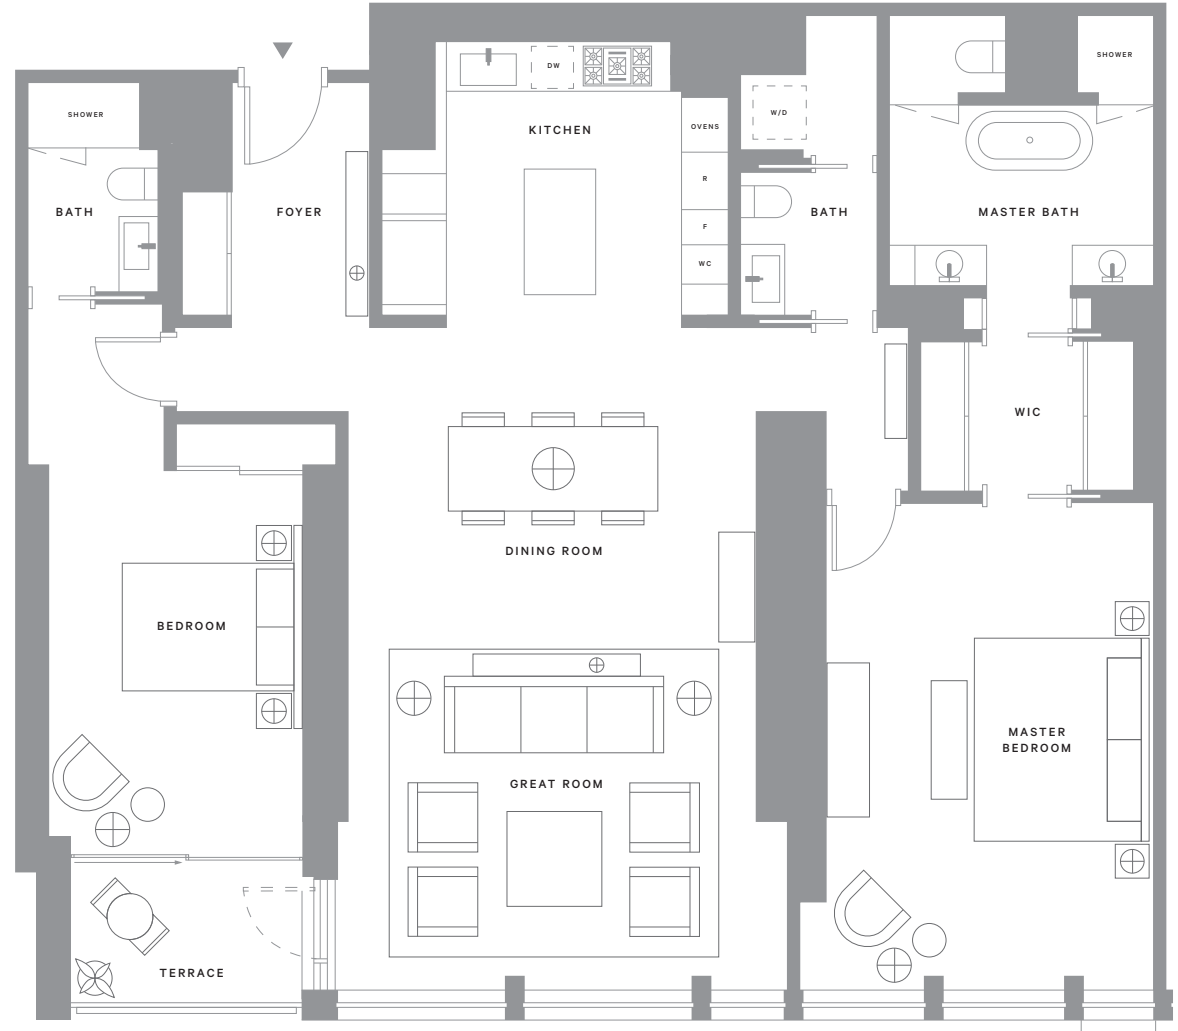 SHOWER
DW
SHOWER
W/D
OVENS
KITCHEN
R
BATH
FOYER
F
BATH
MASTER BATH
WC
WIC
DINING ROOM
BEDROOM
MASTER
BEDROOM
GREAT ROOM
TERRACE